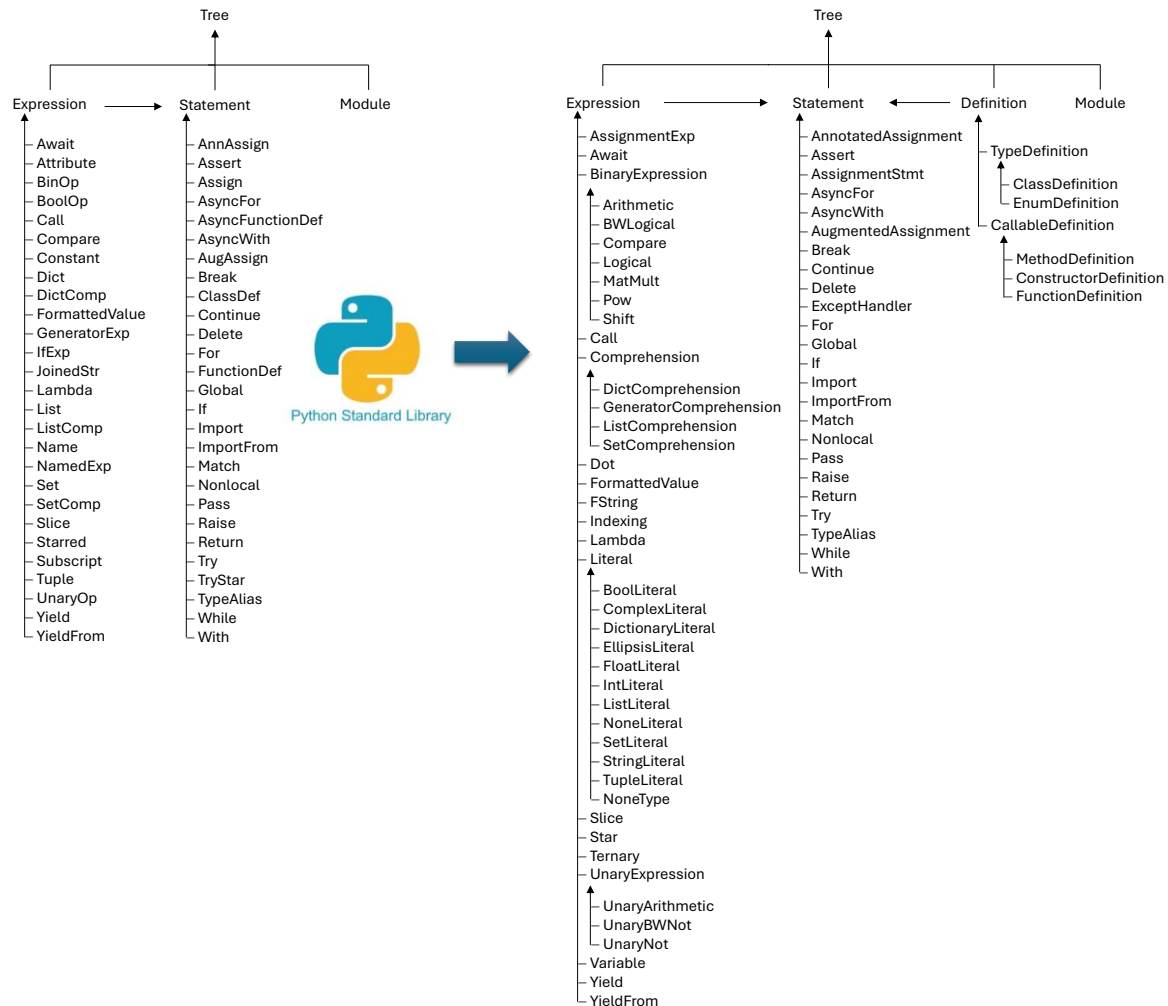 Tree
Expression
Statement
Module
Await
Attribute
BinOp
BoolOp
Call
Compare
Constant
Dict
DictComp
FormattedValue
GeneratorExp
IfExp
JoinedStr
Lambda
List
ListComp
Name
NamedExp
Set
SetComp
Slice
Starred
Subscript
Tuple
UnaryOp
Yield
YieldFrom
AnnAssign
Assert
Assign
AsyncFor
AsyncFunctionDef
AsyncWith
AugAssign
Break
ClassDef
Continue
Delete
For
FunctionDef
Global
If
Import
ImportFrom
Match
Nonlocal
Pass
Raise
Return
Try
TryStar
TypeAlias
While
With
Python Standard Library
Tree
Expression
Statement
Definition
Module
AssignmentExp
Await
BinaryExpression
Arithmetic
BWLogical
Compare
Logical
MatMult
Pow
Shift
Call
Comprehension
DictComprehension
GeneratorComprehension
ListComprehension
SetComprehension
Dot
FormattedValue
FString
Indexing
Lambda
Literal
BoolLiteral
ComplexLiteral
DictionaryLiteral
EllipsisLiteral
FloatLiteral
IntLiteral
ListLiteral
NoneLiteral
SetLiteral
StringLiteral
TupleLiteral
NoneType
Slice
Star
Ternary
UnaryExpression
UnaryArithmetic
UnaryBWNot
UnaryNot
Variable
Yield
YieldFrom
AnnotatedAssignment
Assert
AssignmentStmt
AsyncFor
AsyncWith
AugmentedAssignment
Break
Continue
Delete
ExceptHandler
For
Global
If
Import
ImportFrom
Match
Nonlocal
Pass
Raise
Return
Try
TypeAlias
While
With
TypeDefinition
ClassDefinition
EnumDefinition
CallableDefinition
MethodDefinition
ConstructorDefinition
FunctionDefinition